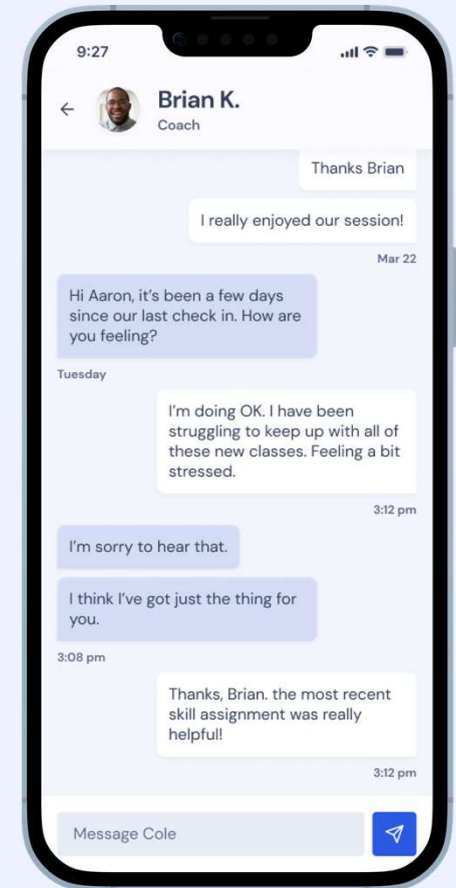 9:27
Brian K.
Coach
Thanks Brian
I really enjoyed our session!
Mar 22
Hi Aaron, it's been a few days
since our last check in. How are
you feeling?
Tuesday
I'm doing OK. I have been
struggling to keep up with all of
these new classes. Feeling a bit
stressed.
3:12 pm
I'm sorry to hear that.
I think I've got just the thing for
you.
3:08 pm
Thanks, Brian. the most recent
skill assignment was really
helpful!
3:12 pm
Message Cole